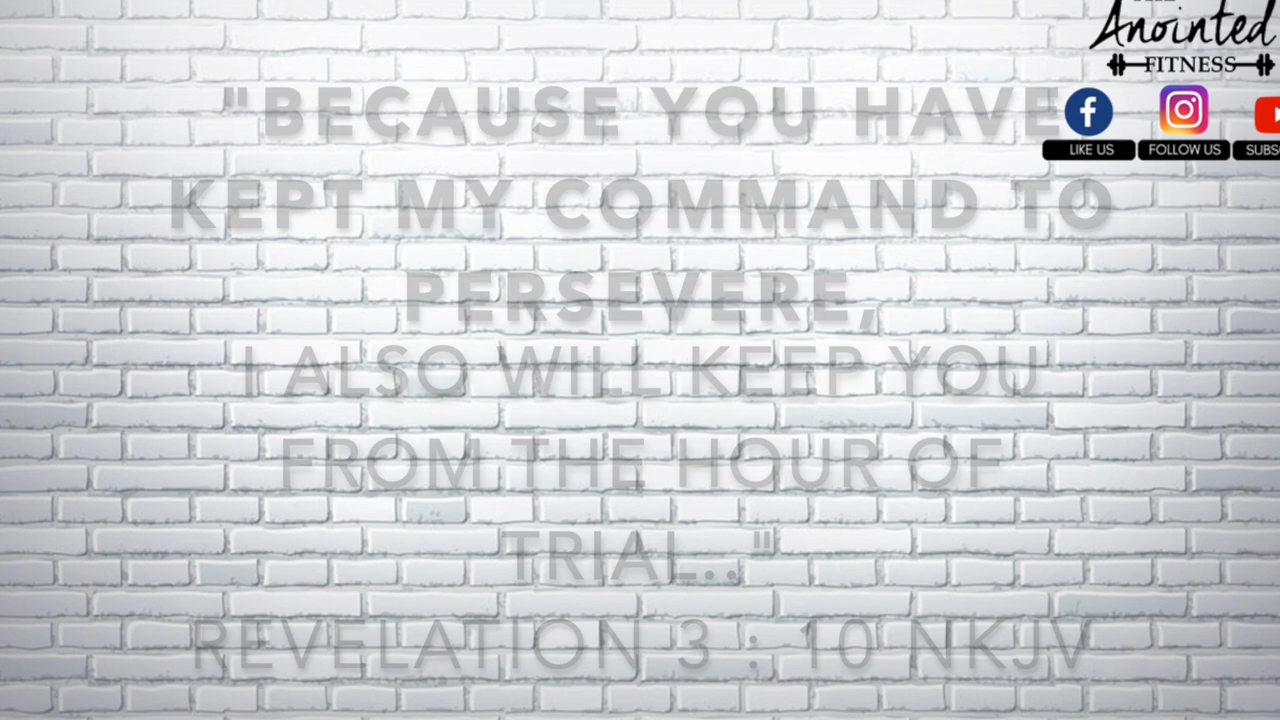 Anointed
FITNESS
"BECAUSE YOU HAVE
LIKE US
FOLLOW US
KEPT MY COMMAND TO
PERSEVERE,
I ALSO WILL KEEP YOU
FROM THE HOUR OF
TRIAL.."
REVELATION 3 : 10 NKJV